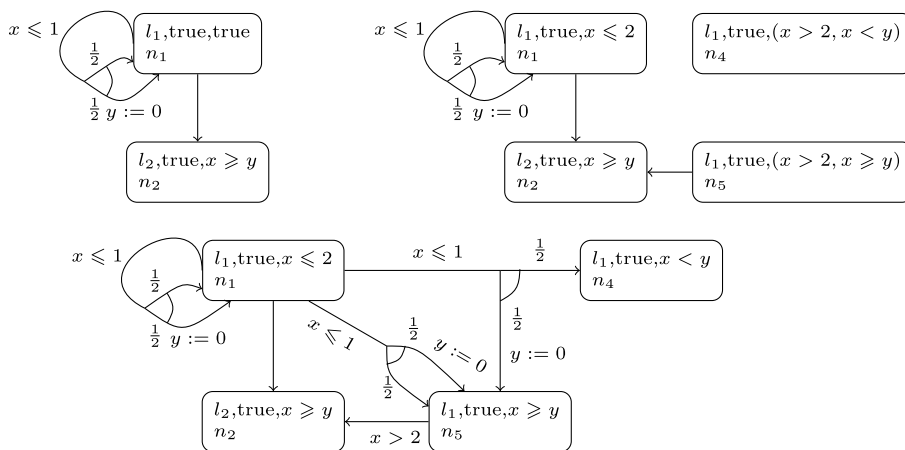 x ⩽ 1
l₁,true,true
n₁
½
½ y := 0
l₂,true,x ⩾ y
n₂
x ⩽ 1
l₁,true,x ⩽ 2
n₁
½
½ y := 0
l₂,true,x ⩾ y
n₂
l₁,true,(x > 2, x < y)
n₄
l₁,true,(x > 2, x ⩾ y)
n₅
x ⩽ 1
l₁,true,x ⩽ 2
n₁
½
½ y := 0
x ⩽ 1
½
l₁,true,x < y
n₄
½
y := 0
x ⩽ 1
½
y := 0
½
l₂,true,x ⩾ y
n₂
x > 2
l₁,true,x ⩾ y
n₅